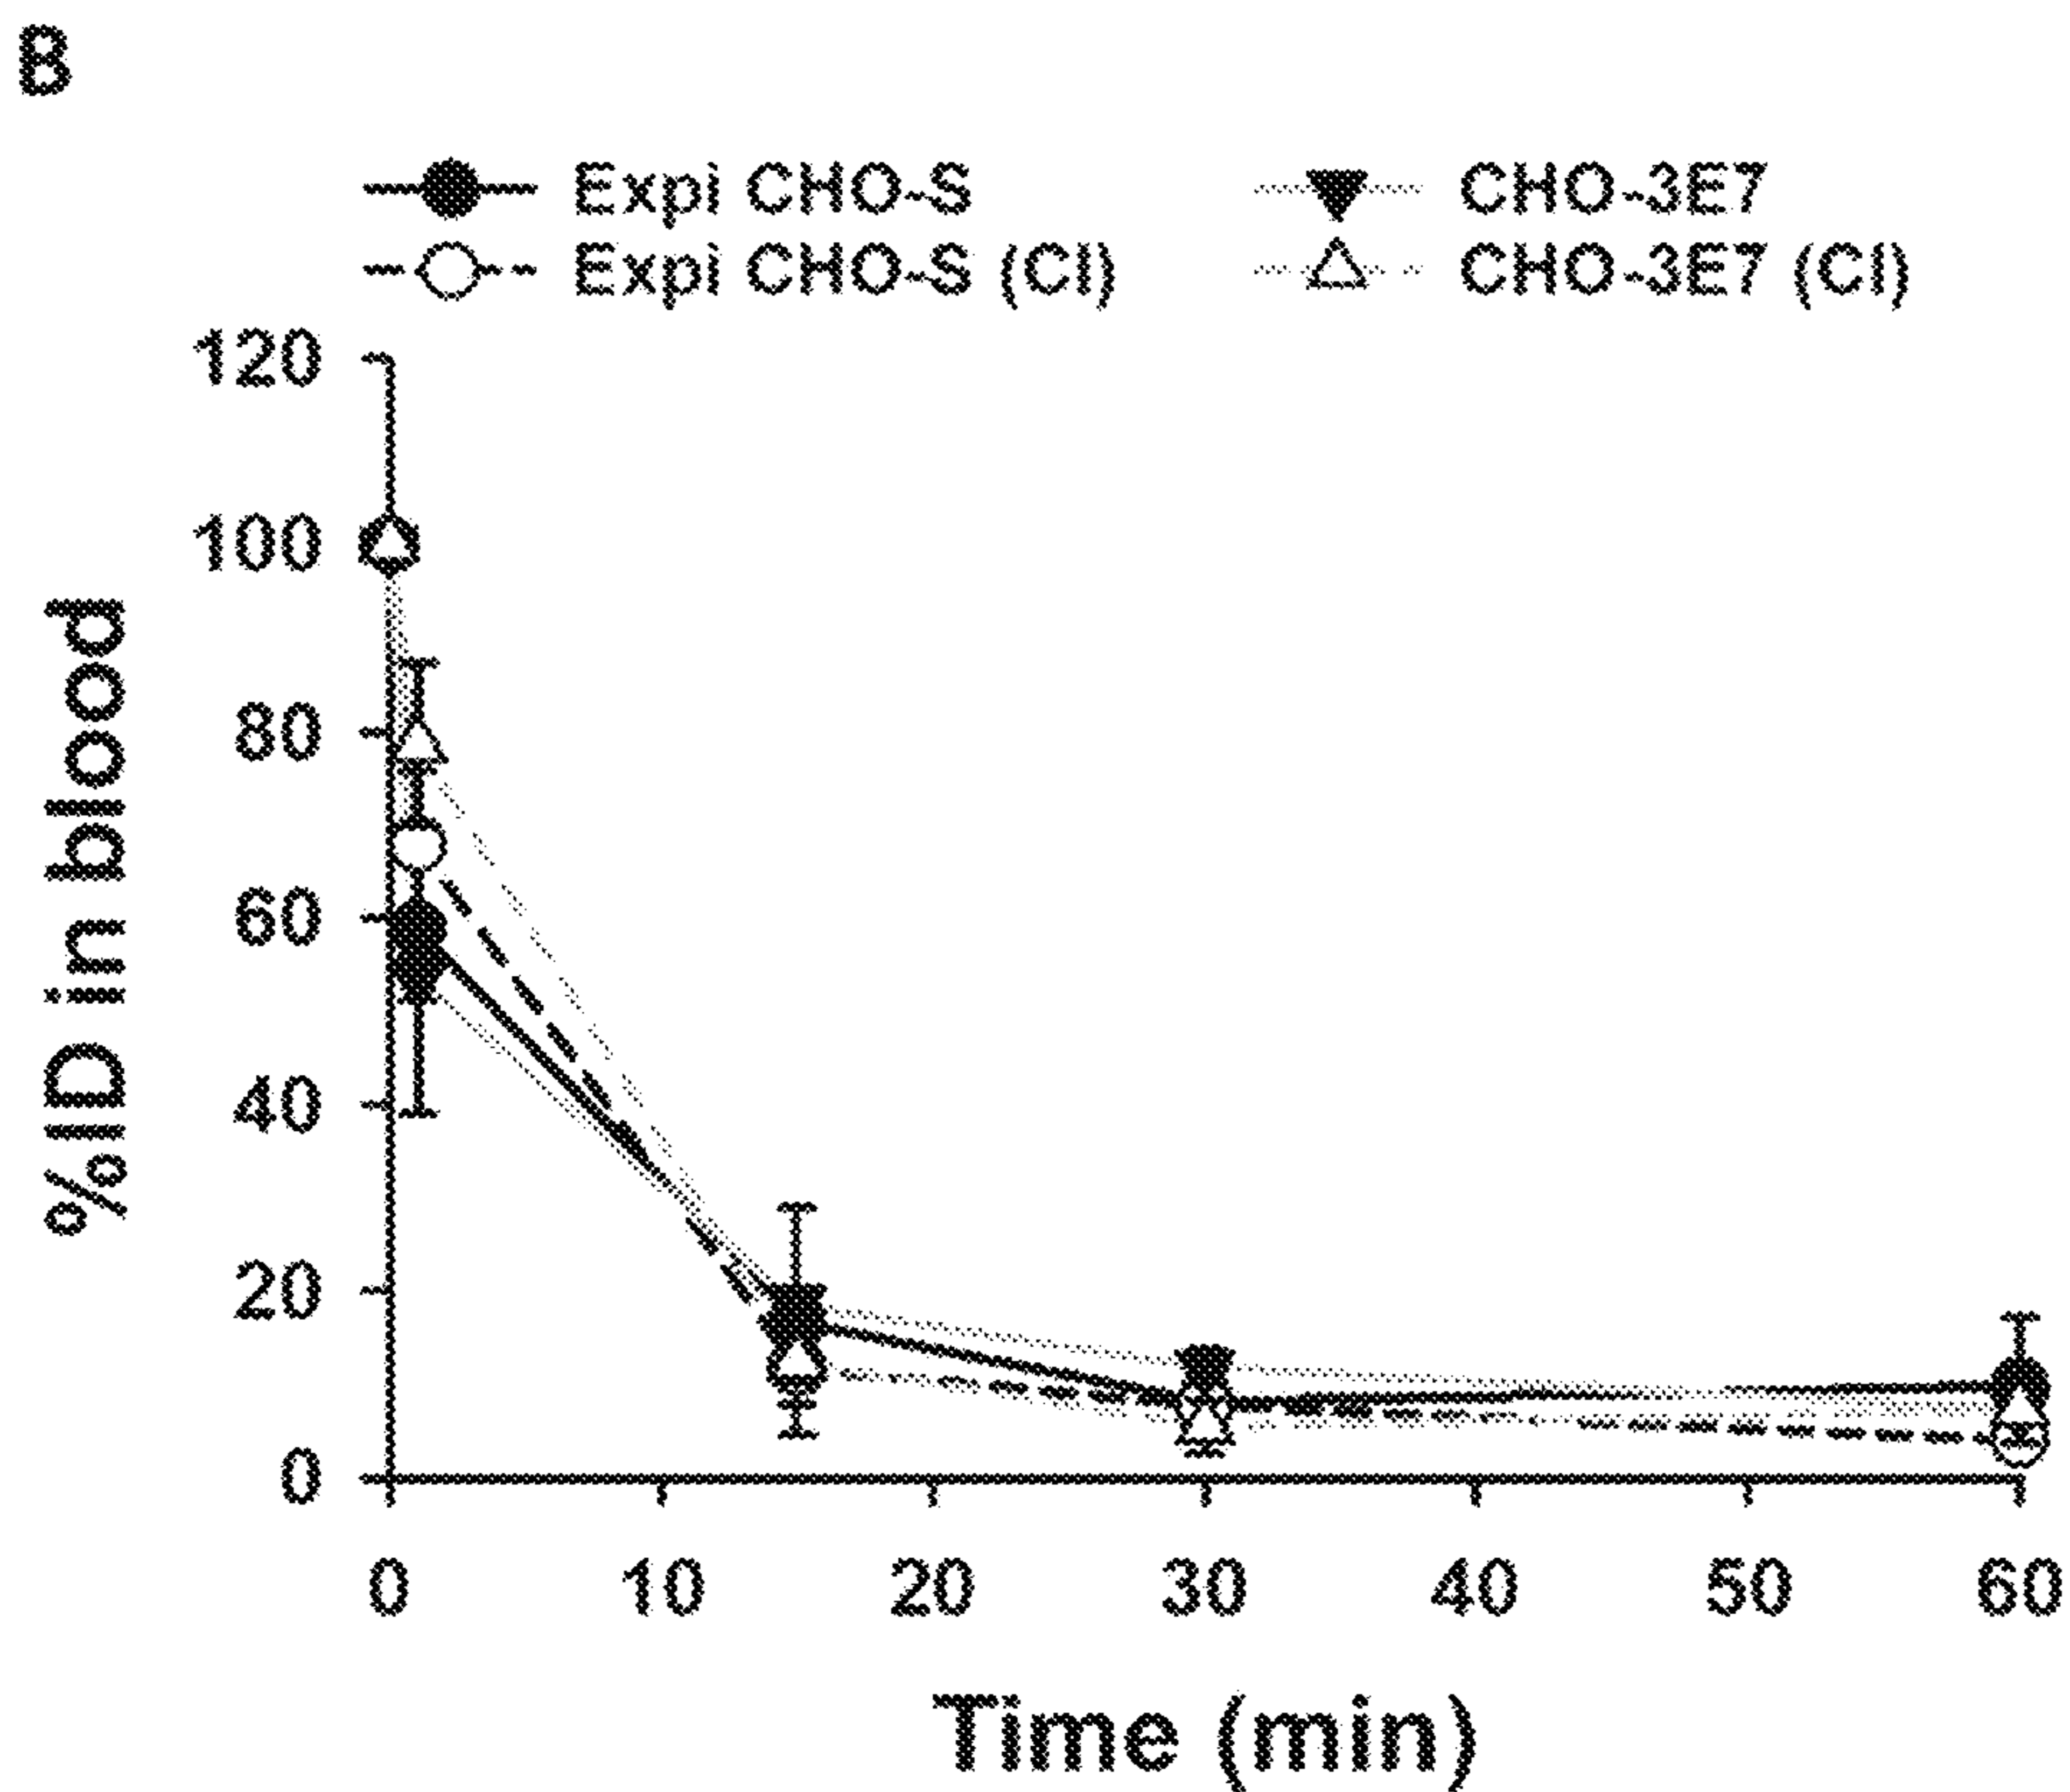 B
Expi CHO-S
CHO-3E7
Expi CHO-S (CI)
CHO-3E7 (CI)
120
100
80
60
40
20
0
%ID in blood
0 10 20 30 40 50 60
Time (min)